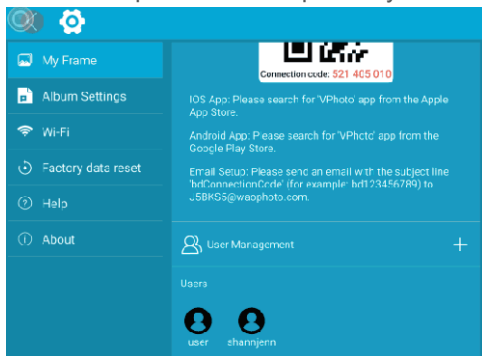 My Frame
Album Settings
Wi-Fi
Factory data reset
Help
About
Connection code: 521 405 010
IOS App: Please search for 'VPhoto' app from the Apple
App Store.
Android App: Please search for 'VPhoto' app from the
Google Play Store.
Email Setup: Please send an email with the subject line
'bdConnectionCode' (for example: bd123456789) to
User Management
Users
user
shannjenn